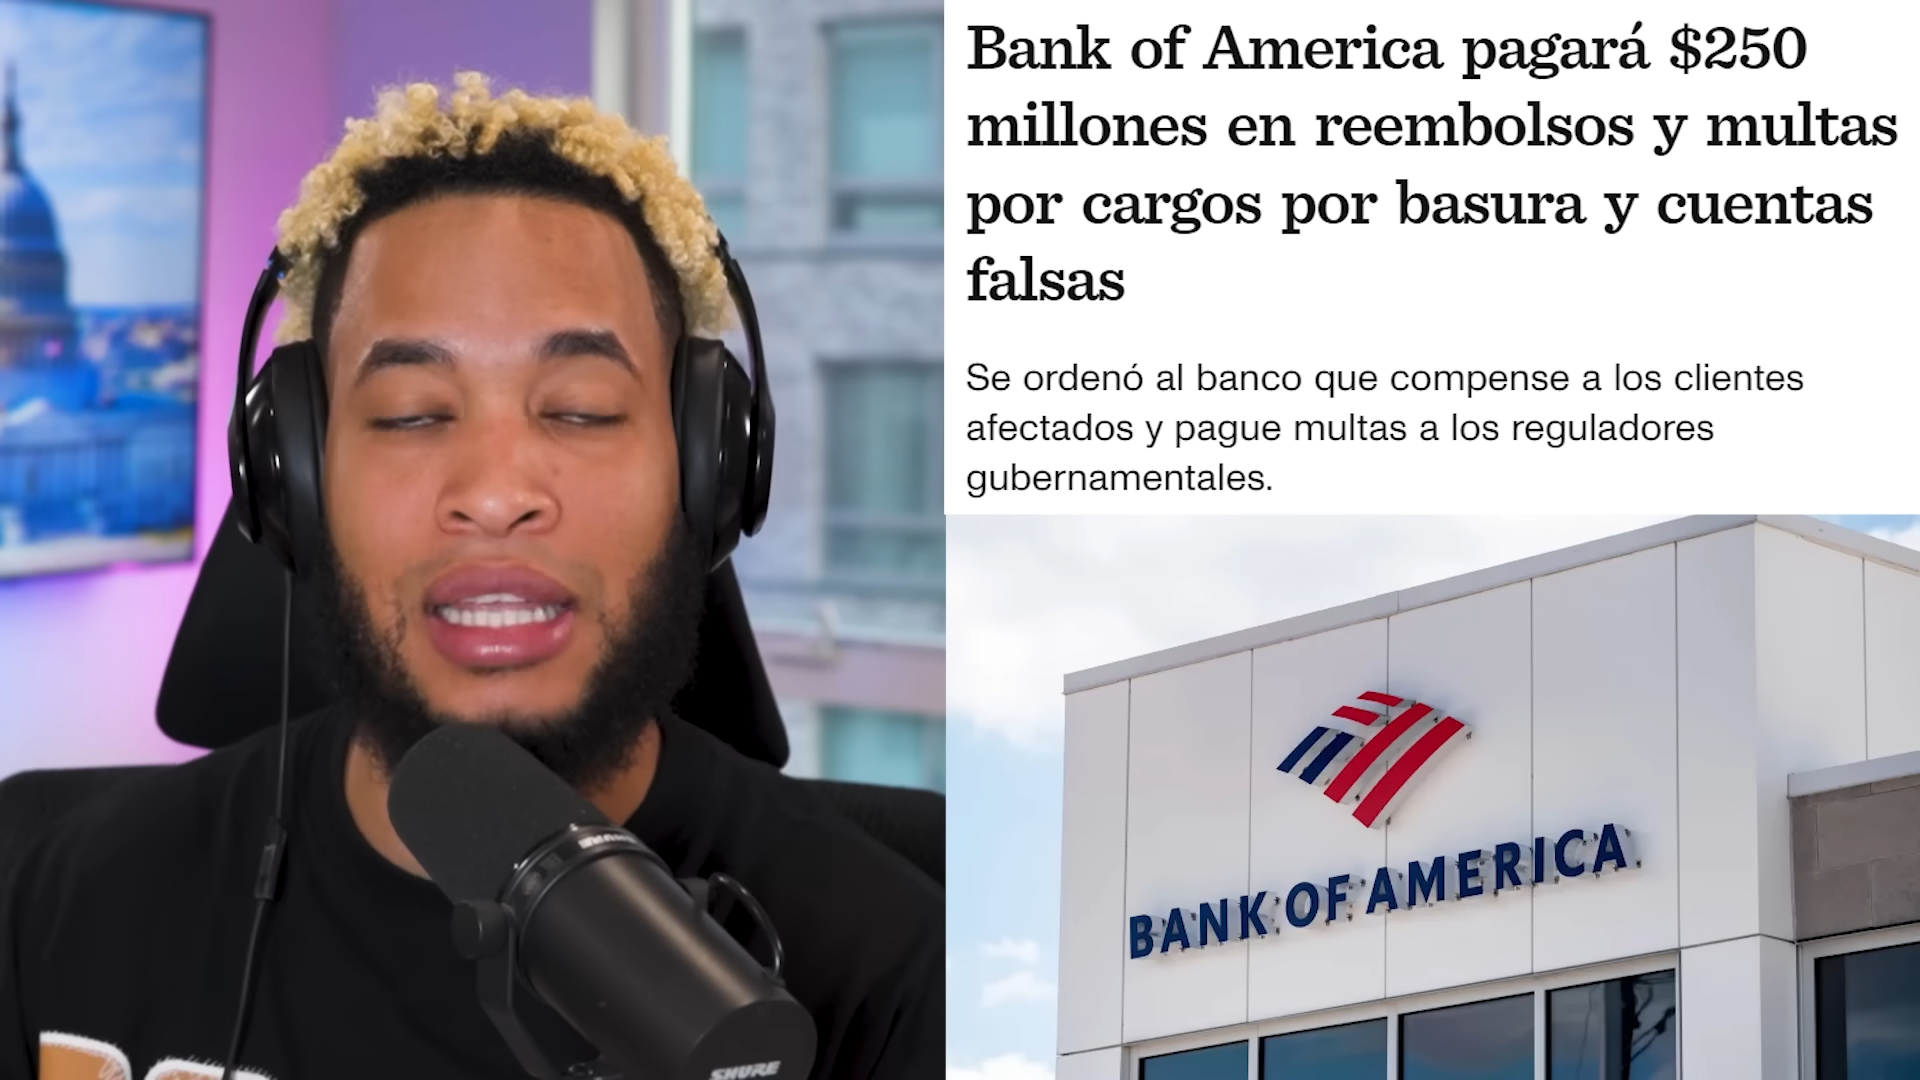 Bank of America pagará $250
millones en reembolsos y multas
por cargos por basura y cuentas
falsas
Se ordenó al banco que compense a los clientes
afectados y pague multas a los reguladores
gubernamentales.
BANK OF AMERICA
SHURE